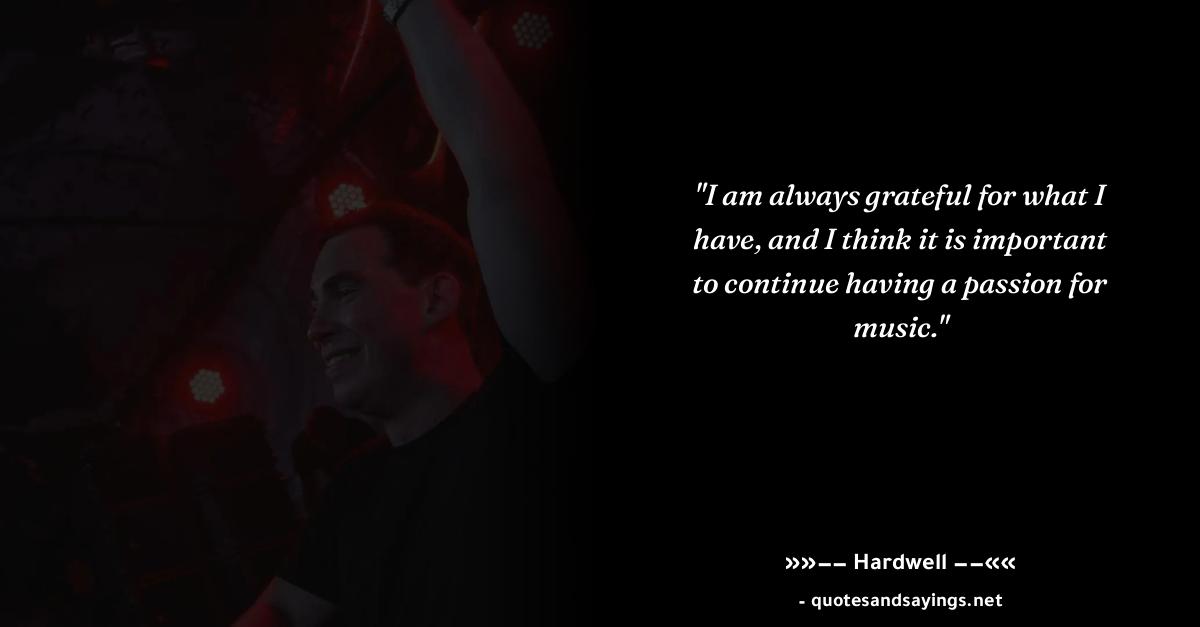 "I am always grateful for what I
have, and I think it is important
to continue having a passion for
music."
»»—— Hardwell ——««
- quotesandsayings.net